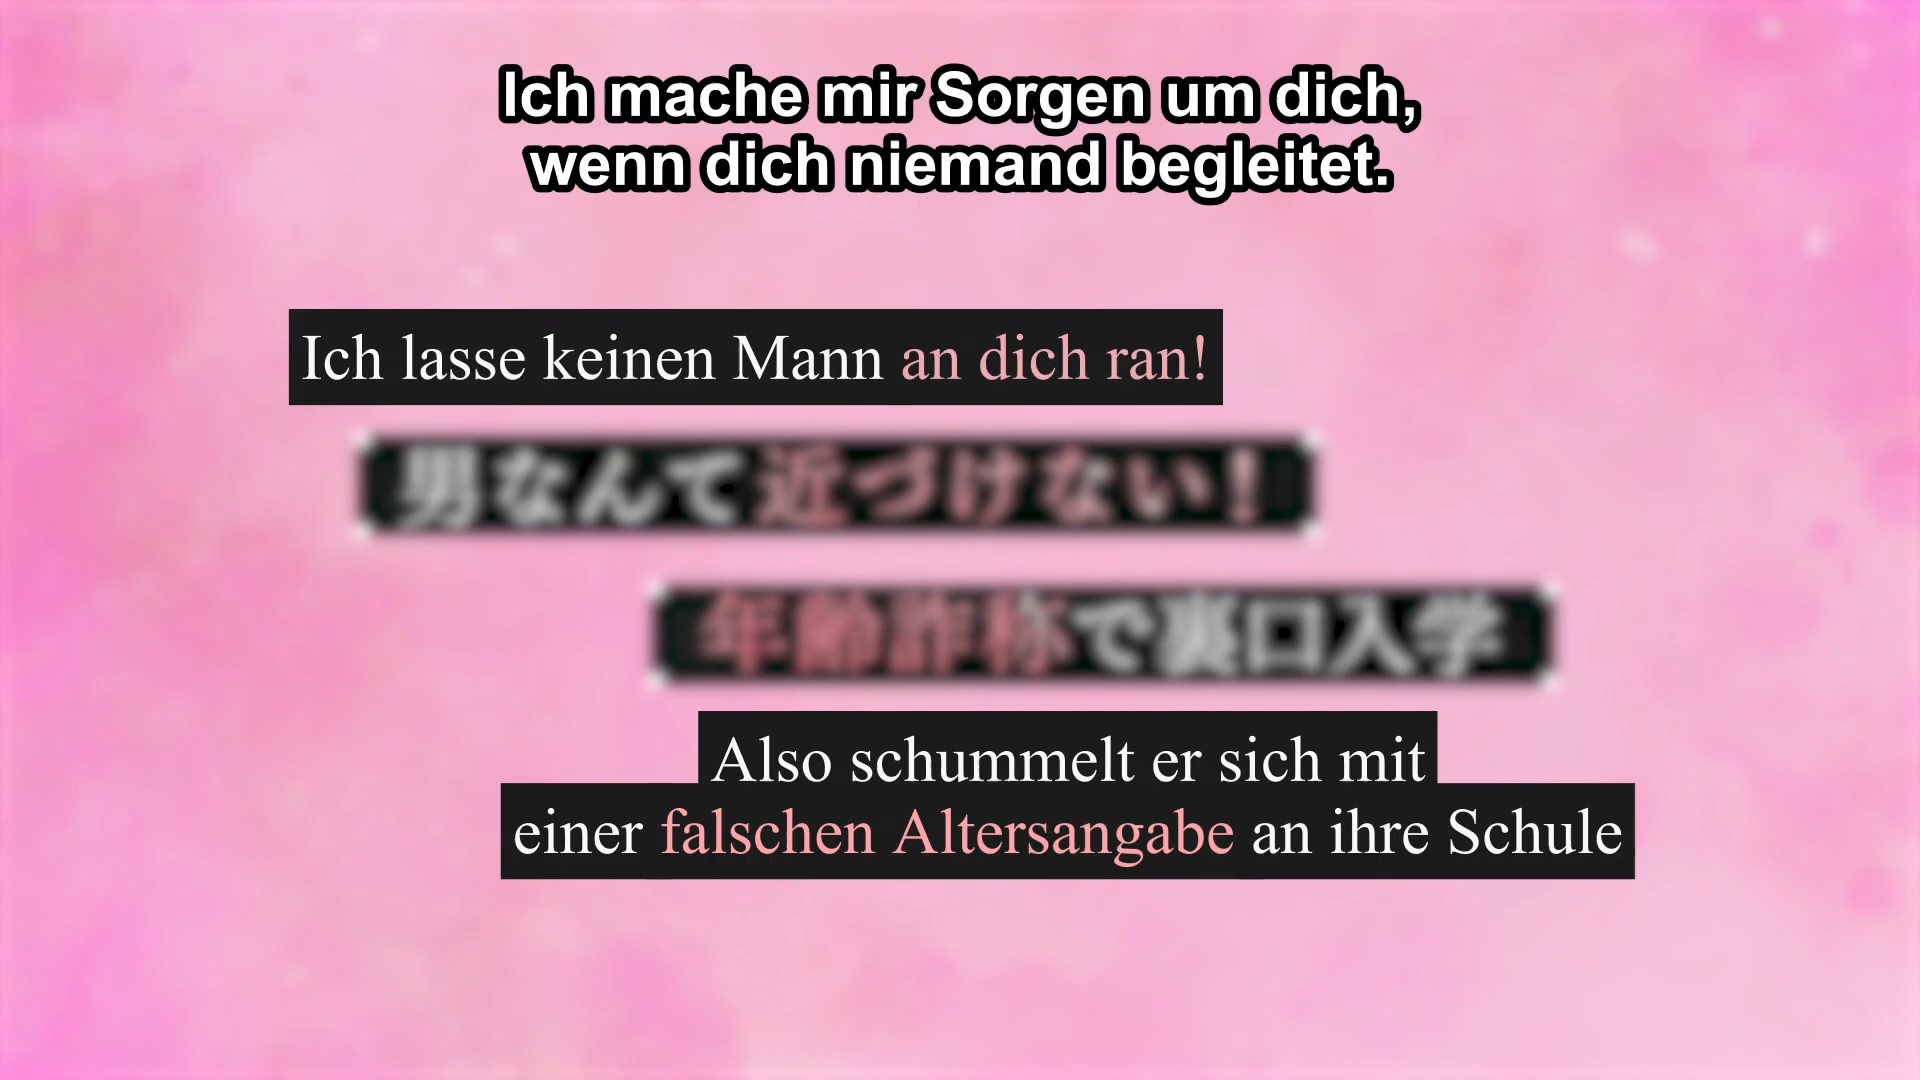 Ich mache mir Sorgen um dich,
wenn dich niemand begleitet.
Ich lasse keinen Mann an dich ran!
男なんて近づけない!
年齢詐称で裏口入学
Also schummelt er sich mit
einer falschen Altersangabe an ihre Schule